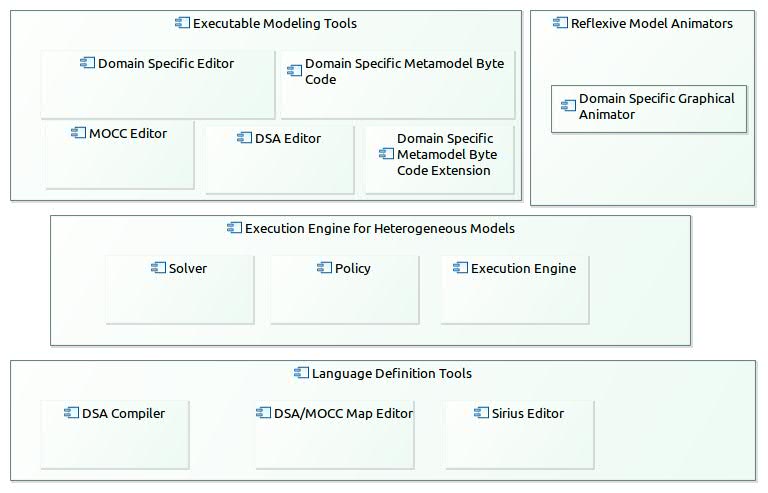 Executable Modeling Tools
Domain Specific Editor
Domain Specific Metamodel Byte
Code
MOCC Editor
DSA Editor
Domain Specific
Metamodel Byte
Code Extension
Reflexive Model Animators
Domain Specific Graphical
Animator
Execution Engine for Heterogeneous Models
Solver
Policy
Execution Engine
Language Definition Tools
DSA Compiler
DSA/MOCC Map Editor
Sirius Editor